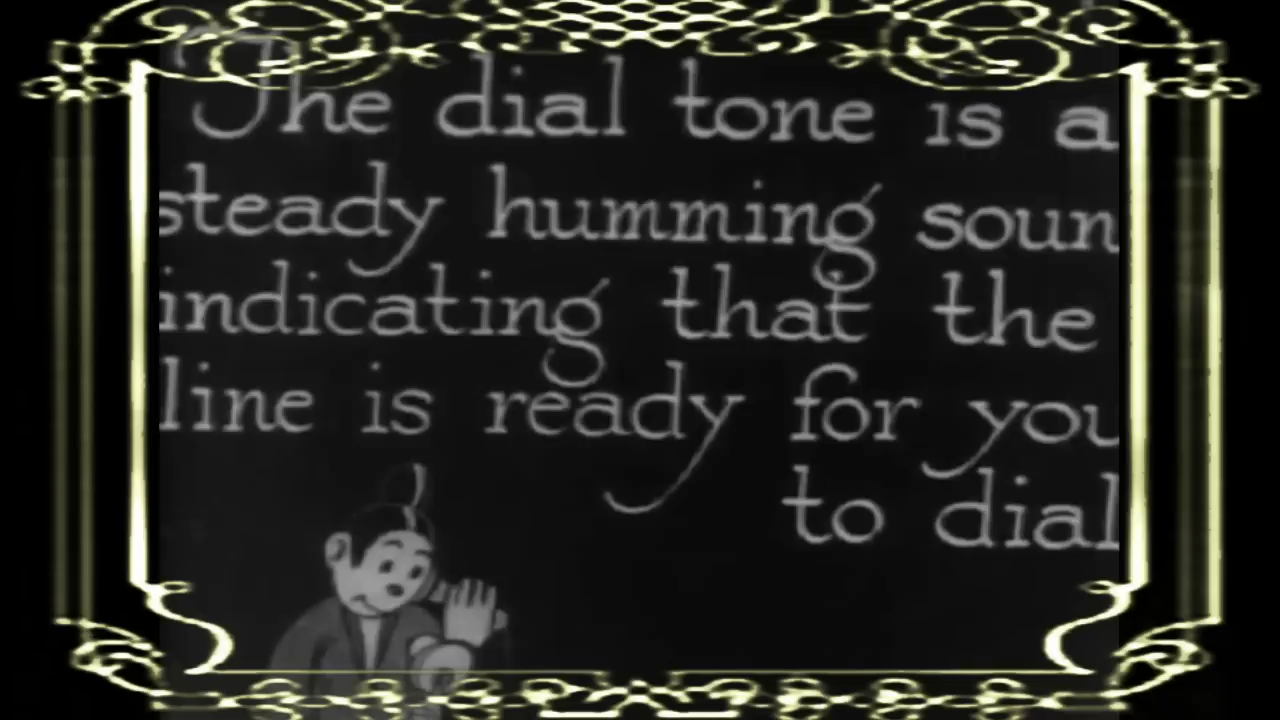 The dial tone is a
steady humming soun
indicating that the
line is ready for you
to dial